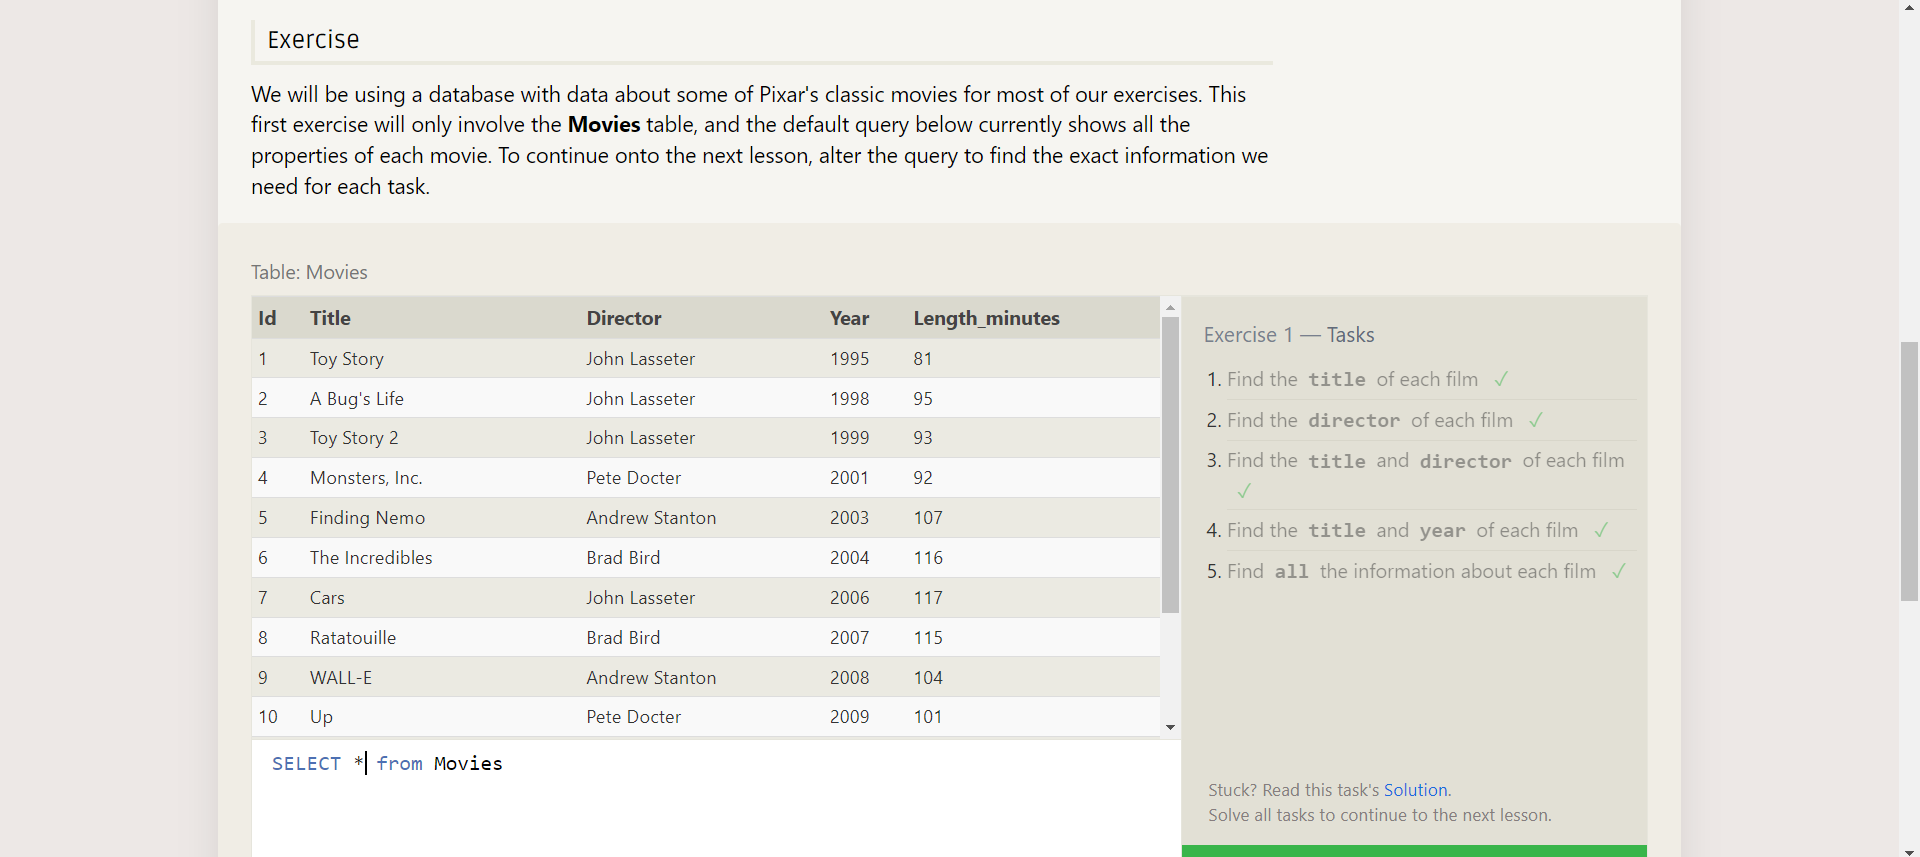 Exercise
We will be using a database with data about some of Pixar's classic movies for most of our exercises. This
first exercise will only involve the Movies table, and the default query below currently shows all the
properties of each movie. To continue onto the next lesson, alter the query to find the exact information we
need for each task.
Table: Movies
Id Title Director Year Length_minutes
1 Toy Story John Lasseter 1995 81
2 A Bug's Life John Lasseter 1998 95
3 Toy Story 2 John Lasseter 1999 93
4 Monsters, Inc. Pete Docter 2001 92
5 Finding Nemo Andrew Stanton 2003 107
6 The Incredibles Brad Bird 2004 116
7 Cars John Lasseter 2006 117
8 Ratatouille Brad Bird 2007 115
9 WALL-E Andrew Stanton 2008 104
10 Up Pete Docter 2009 101
SELECT * from Movies
Exercise 1 — Tasks
1. Find the title of each film ✓
2. Find the director of each film ✓
3. Find the title and director of each film
✓
4. Find the title and year of each film ✓
5. Find all the information about each film ✓
Stuck? Read this task's Solution.
Solve all tasks to continue to the next lesson.